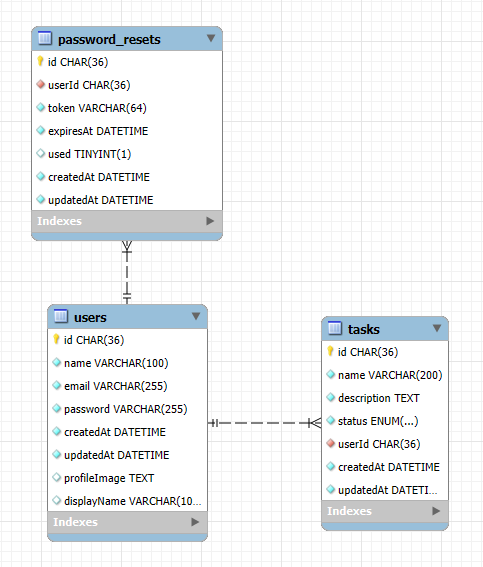 password_resets
id CHAR(36)
userId CHAR(36)
token VARCHAR(64)
expiresAt DATETIME
used TINYINT(1)
createdAt DATETIME
updatedAt DATETIME
Indexes
users
id CHAR(36)
name VARCHAR(100)
email VARCHAR(255)
password VARCHAR(255)
createdAt DATETIME
updatedAt DATETIME
profileImage TEXT
displayName VARCHAR(10...
Indexes
tasks
id CHAR(36)
name VARCHAR(200)
description TEXT
status ENUM(...)
userId CHAR(36)
createdAt DATETIME
updatedAt DATETI...
Indexes